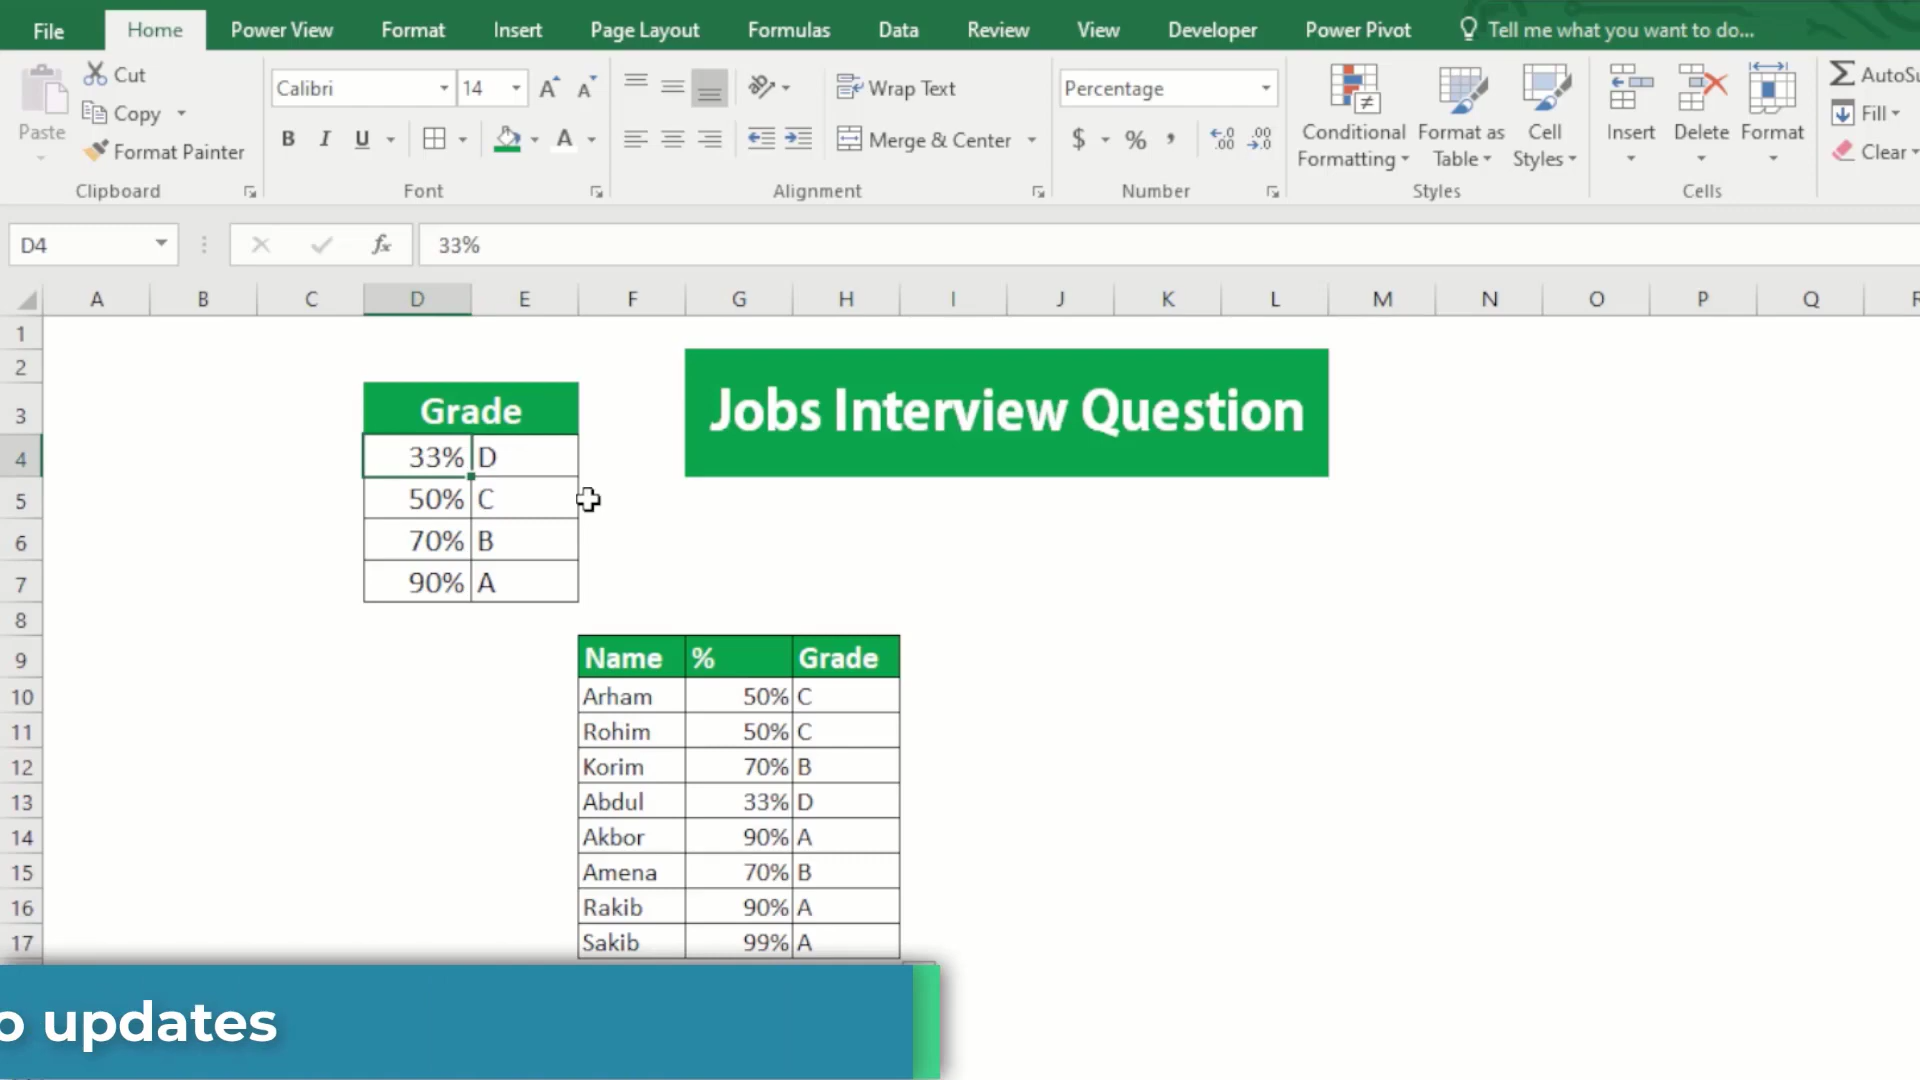 File Home Power View Format Insert Page Layout Formulas Data Review View Developer Power Pivot Tell me what you want to do...
Paste Cut Copy Format Painter
Clipboard
Calibri 14
B I U A
Font
Wrap Text
Merge & Center
Alignment
Percentage
$ % ,
Number
Conditional Formatting Format as Table Cell Styles
Styles
Insert Delete Format
Cells
Fill
Clear
D4 fx 33%
A B C D E F G H I J K L M N O P Q
1
2
3 Grade Jobs Interview Question
4 33% D
5 50% C
6 70% B
7 90% A
8
9 Name % Grade
10 Arham 50% C
11 Rohim 50% C
12 Korim 70% B
13 Abdul 33% D
14 Akbor 90% A
15 Amena 70% B
16 Rakib 90% A
17 Sakib 99% A
o updates